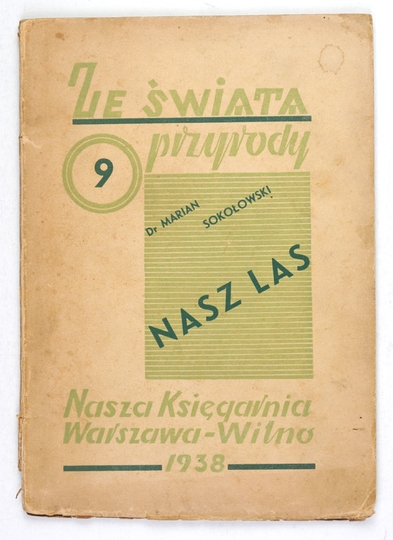 Ze świata
przyrody
9
Dr MARIAN
SOKOŁOWSKI
NASZ LAS
Nasza Księgarnia
Warszawa-Wilno
1938